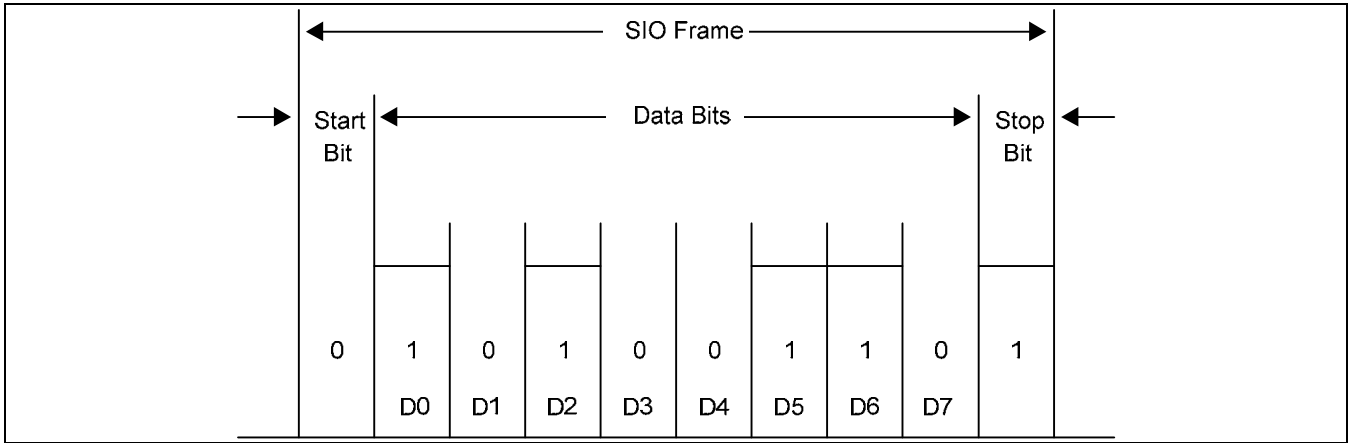 SIO Frame
Start Bit
Data Bits
Stop Bit
0 1 0 1 0 0 1 1 0 1
D0 D1 D2 D3 D4 D5 D6 D7